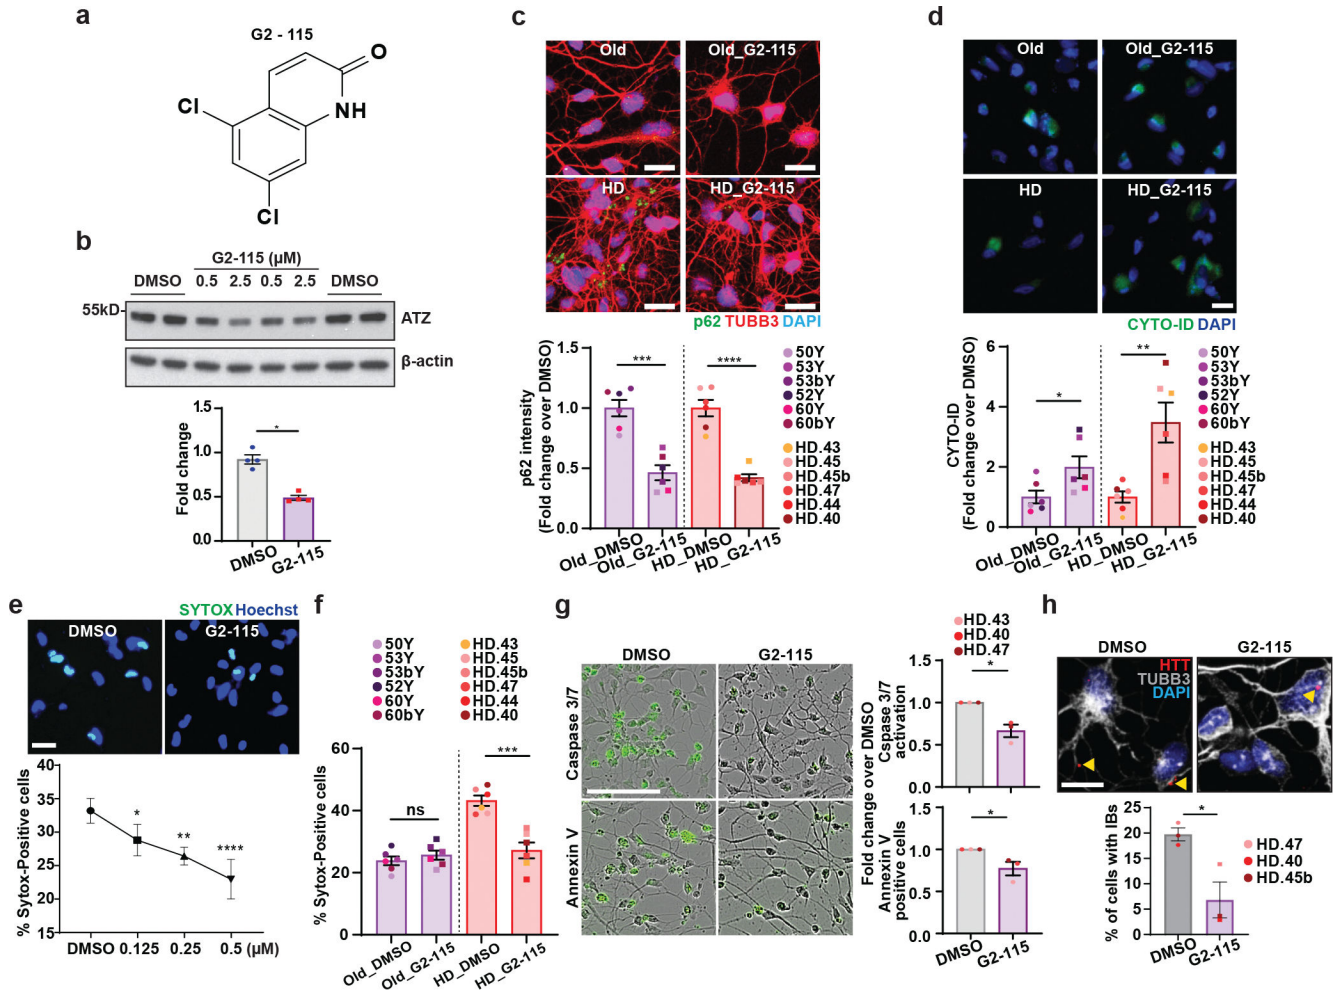 a
G2 - 115
O
NH
Cl
Cl
b
G2-115 (µM)
DMSO 0.5 2.5 0.5 2.5 DMSO
55kD
ATZ
β-actin
Fold change
1.5
1.0
0.5
0.0
*
DMSO
G2-115
c
Old
Old_G2-115
HD
HD_G2-115
p62 TUBB3 DAPI
p62 intensity
(Fold change over DMSO)
1.5
1.0
0.5
0.0
***
****
Old_DMSO
Old_G2-115
HD_DMSO
HD_G2-115
50Y
53Y
53bY
52Y
60Y
60bY
HD.43
HD.45
HD.45b
HD.47
HD.44
HD.40
d
Old
Old_G2-115
HD
HD_G2-115
CYTO-ID DAPI
CYTO-ID
(Fold change over DMSO)
6
4
2
0
*
**
Old_DMSO
Old_G2-115
HD_DMSO
HD_G2-115
50Y
53Y
53bY
52Y
60Y
60bY
HD.43
HD.45
HD.45b
HD.47
HD.44
HD.40
e
SYTOX Hoechst
DMSO
G2-115
% Sytox-Positive cells
40
35
30
25
20
15
*
**
****
DMSO 0.125 0.25 0.5 (µM)
f
50Y
53Y
53bY
52Y
60Y
60bY
HD.43
HD.45
HD.45b
HD.47
HD.44
HD.40
% Sytox-Positive cells
60
40
20
0
ns
***
Old_DMSO
Old_G2-115
HD_DMSO
HD_G2-115
g
DMSO
G2-115
Caspase 3/7
Annexin V
HD.43
HD.40
HD.47
Fold change over DMSO
Cspase 3/7
activation
1.5
1.0
0.5
0.0
*
Annexin V
positive cells
1.5
1.0
0.5
0.0
*
DMSO
G2-115
h
DMSO
G2-115
HTT
TUBB3
DAPI
% of cells with IBs
25
20
15
10
5
0
*
DMSO
G2-115
HD.47
HD.40
HD.45b